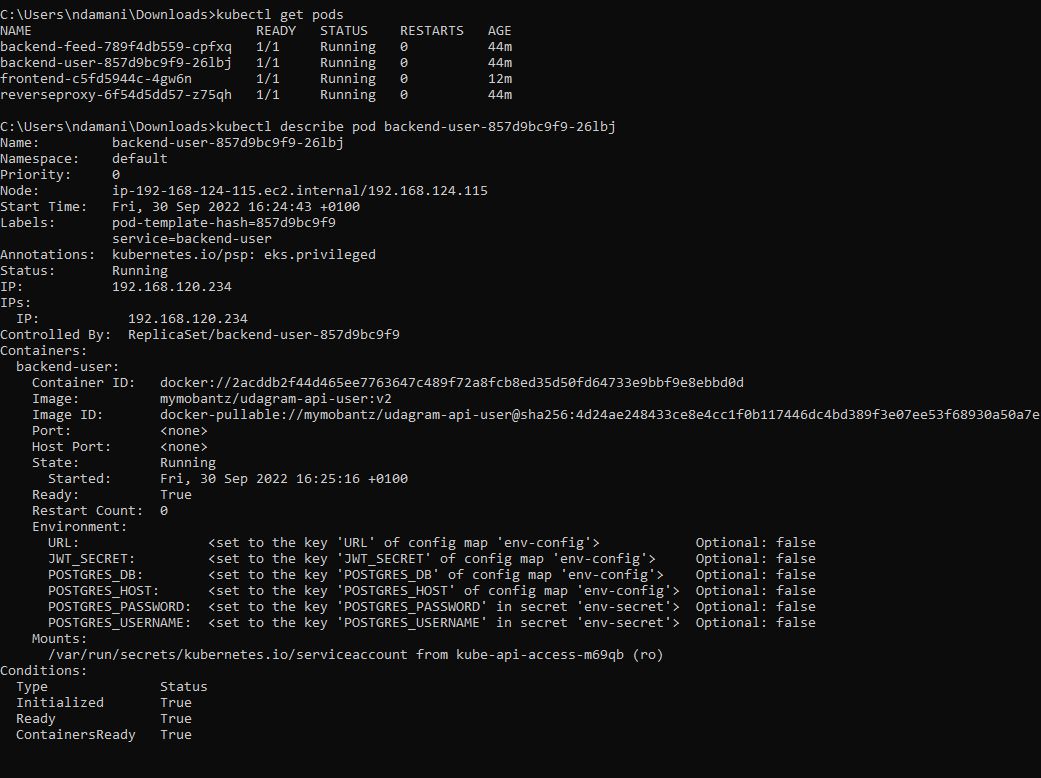 C:\Users\ndamani\Downloads>kubectl get pods
NAME                            READY   STATUS    RESTARTS   AGE
backend-feed-789f4db559-cpfxq   1/1     Running   0          44m
backend-user-857d9bc9f9-26lbj   1/1     Running   0          44m
frontend-c5fd5944c-4gw6n        1/1     Running   0          12m
reverseproxy-6f54d5dd57-z75qh   1/1     Running   0          44m

C:\Users\ndamani\Downloads>kubectl describe pod backend-user-857d9bc9f9-26lbj
Name:         backend-user-857d9bc9f9-26lbj
Namespace:    default
Priority:     0
Node:         ip-192-168-124-115.ec2.internal/192.168.124.115
Start Time:   Fri, 30 Sep 2022 16:24:43 +0100
Labels:       pod-template-hash=857d9bc9f9
              service=backend-user
Annotations:  kubernetes.io/psp: eks.privileged
Status:       Running
IP:           192.168.120.234
IPs:
  IP:           192.168.120.234
Controlled By:  ReplicaSet/backend-user-857d9bc9f9
Containers:
  backend-user:
    Container ID:   docker://2acddb2f44d465ee7763647c489f72a8fcb8ed35d50fd64733e9bbf9e8ebbd0d
    Image:          mymobantz/udagram-api-user:v2
    Image ID:       docker-pullable://mymobantz/udagram-api-user@sha256:4d24ae248433ce8e4cc1f0b117446dc4bd389f3e07ee53f68930a50a7e
    Port:           <none>
    Host Port:      <none>
    State:          Running
      Started:      Fri, 30 Sep 2022 16:25:16 +0100
    Ready:          True
    Restart Count:  0
    Environment:
      URL:                <set to the key 'URL' of config map 'env-config'>            Optional: false
      JWT_SECRET:         <set to the key 'JWT_SECRET' of config map 'env-config'>     Optional: false
      POSTGRES_DB:        <set to the key 'POSTGRES_DB' of config map 'env-config'>    Optional: false
      POSTGRES_HOST:      <set to the key 'POSTGRES_HOST' of config map 'env-config'>  Optional: false
      POSTGRES_PASSWORD:  <set to the key 'POSTGRES_PASSWORD' in secret 'env-secret'>  Optional: false
      POSTGRES_USERNAME:  <set to the key 'POSTGRES_USERNAME' in secret 'env-secret'>  Optional: false
    Mounts:
      /var/run/secrets/kubernetes.io/serviceaccount from kube-api-access-m69qb (ro)
Conditions:
  Type              Status
  Initialized       True
  Ready             True
  ContainersReady   True